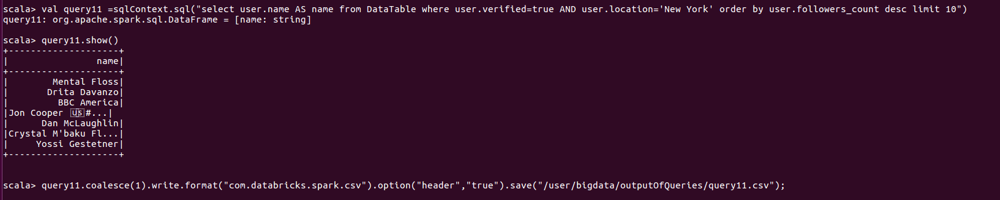 scala> val query11 =sqlContext.sql("select user.name AS name from DataTable where user.verified=true AND user.location='New York' order by user.followers_count desc limit 10")
query11: org.apache.spark.sql.DataFrame = [name: string]
scala> query11.show()
+--------------------+
|                name|
+--------------------+
|        Mental Floss|
|       Drita Davanzo|
|         BBC America|
|Jon Cooper 🇺🇸#...|
|      Dan McLaughlin|
|Crystal M'baku Fl...|
|     Yossi Gestetner|
+--------------------+
scala> query11.coalesce(1).write.format("com.databricks.spark.csv").option("header","true").save("/user/bigdata/outputOfQueries/query11.csv");